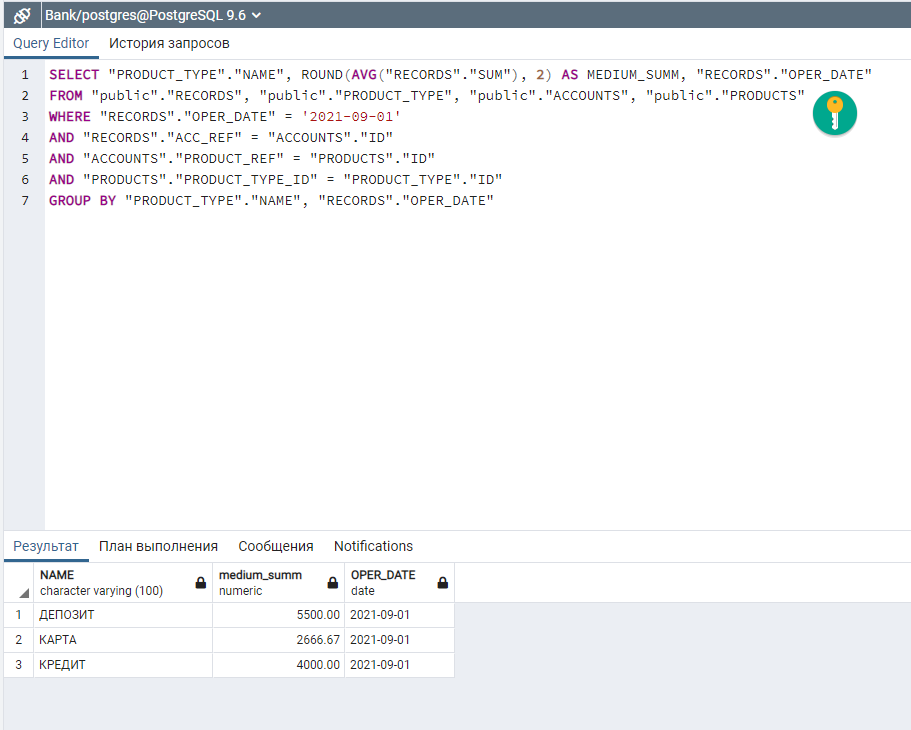 Bank/postgres@PostgreSQL 9.6
Query Editor История запросов
1 SELECT "PRODUCT_TYPE"."NAME", ROUND(AVG("RECORDS"."SUM"), 2) AS MEDIUM_SUMM, "RECORDS"."OPER_DATE"
2 FROM "public"."RECORDS", "public"."PRODUCT_TYPE", "public"."ACCOUNTS", "public"."PRODUCTS"
3 WHERE "RECORDS"."OPER_DATE" = '2021-09-01'
4 AND "RECORDS"."ACC_REF" = "ACCOUNTS"."ID"
5 AND "ACCOUNTS"."PRODUCT_REF" = "PRODUCTS"."ID"
6 AND "PRODUCTS"."PRODUCT_TYPE_ID" = "PRODUCT_TYPE"."ID"
7 GROUP BY "PRODUCT_TYPE"."NAME", "RECORDS"."OPER_DATE"
Результат План выполнения Сообщения Notifications
NAME medium_summ OPER_DATE
character varying (100) numeric date
1 ДЕПОЗИТ 5500.00 2021-09-01
2 КАРТА 2666.67 2021-09-01
3 КРЕДИТ 4000.00 2021-09-01